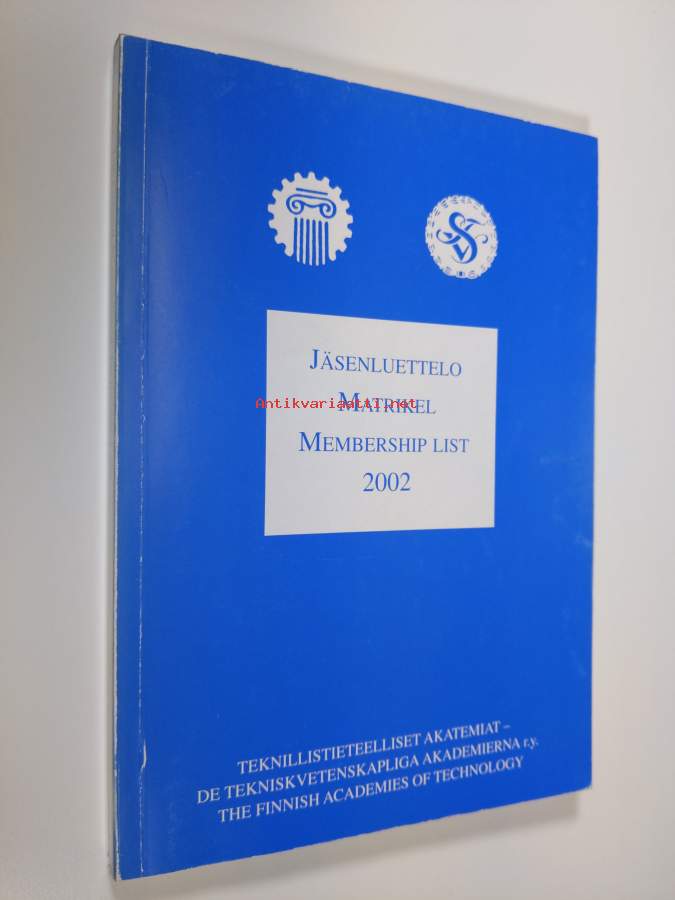 JÄSENLUETTELO
Antikvariaatti.net
MATRIKEL
MEMBERSHIP LIST
2002
TEKNILLISTIETEELLISET AKATEMIAT –
DE TEKNISKVETENSKAPLIGA AKADEMIERNA r.y.
THE FINNISH ACADEMIES OF TECHNOLOGY